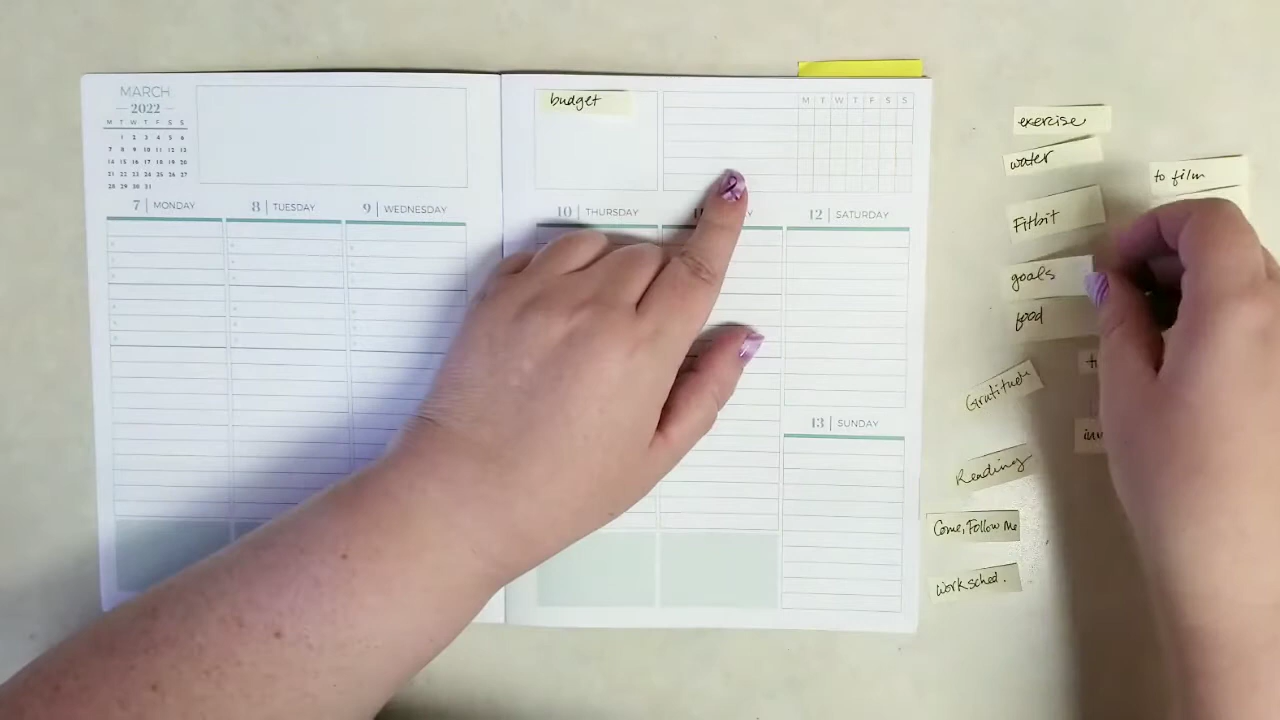 MARCH
2022
M T W T F S S
1 2 3 4 5 6
7 8 9 10 11 12 13
14 15 16 17 18 19 20
21 22 23 24 25 26 27
28 29 30 31
budget
M T W T F S S
7 MONDAY
8 TUESDAY
9 WEDNESDAY
10 THURSDAY
12 SATURDAY
13 SUNDAY
exercise
water
Fitbit
goals
food
Gratitude
Reading
Come, Follow Me
work sched.
to film